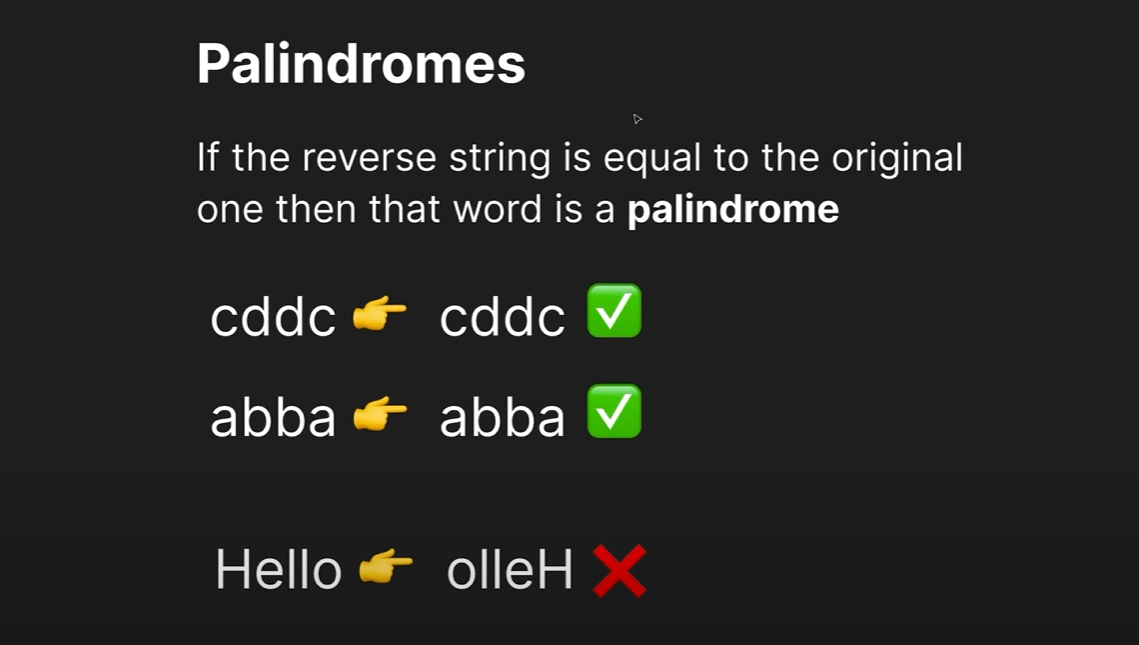 Palindromes
If the reverse string is equal to the original
one then that word is a palindrome
cddc 👉 cddc ✅
abba 👉 abba ✅
Hello 👉 olleH ❌